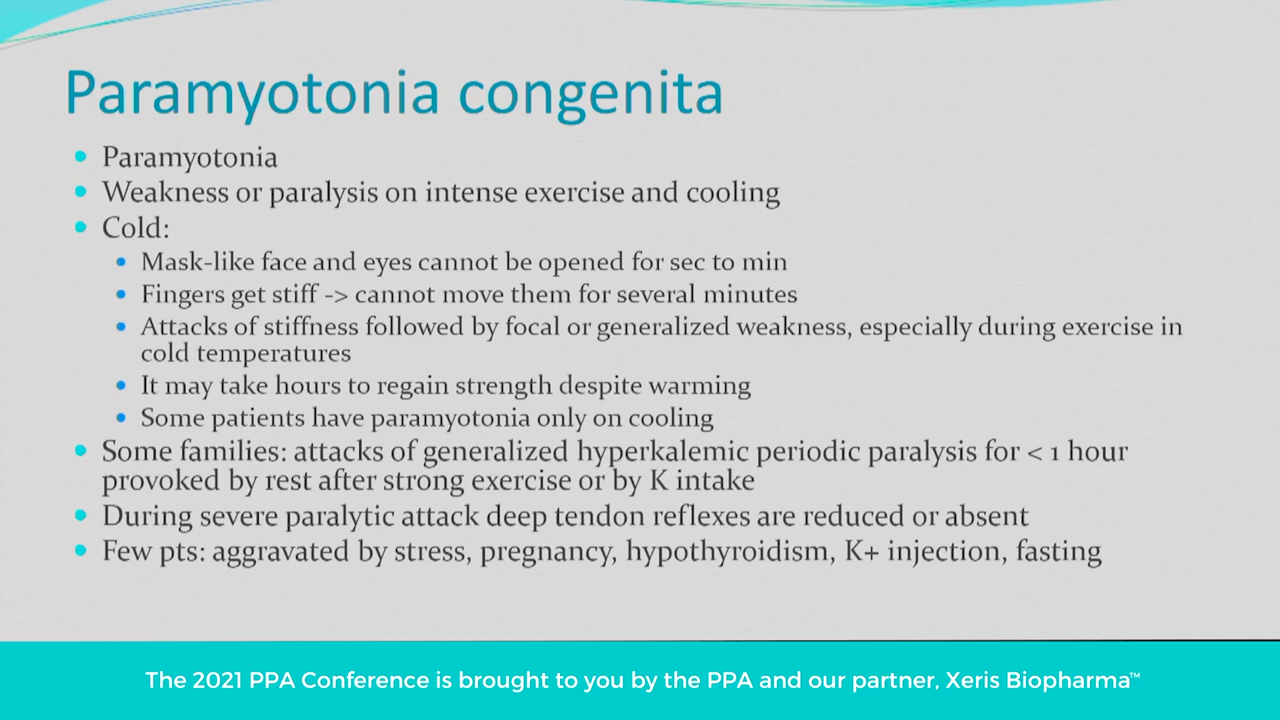 Paramyotonia congenita
Paramyotonia
Weakness or paralysis on intense exercise and cooling
Cold:
Mask-like face and eyes cannot be opened for sec to min
Fingers get stiff -> cannot move them for several minutes
Attacks of stiffness followed by focal or generalized weakness, especially during exercise in
cold temperatures
It may take hours to regain strength despite warming
Some patients have paramyotonia only on cooling
Some families: attacks of generalized hyperkalemic periodic paralysis for < 1 hour
provoked by rest after strong exercise or by K intake
During severe paralytic attack deep tendon reflexes are reduced or absent
Few pts: aggravated by stress, pregnancy, hypothyroidism, K+ injection, fasting
The 2021 PPA Conference is brought to you by the PPA and our partner, Xeris Biopharma™